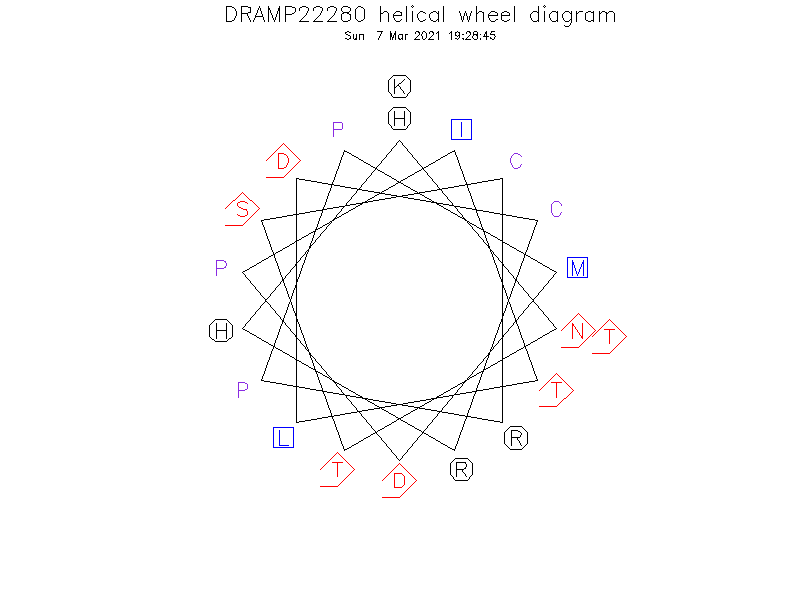 DRAMP22280 helical wheel diagram
Sun 7 Mar 2021 19:28:45
K
H
P I
D C
S C
P M
H N T
P T
L R
T R
D